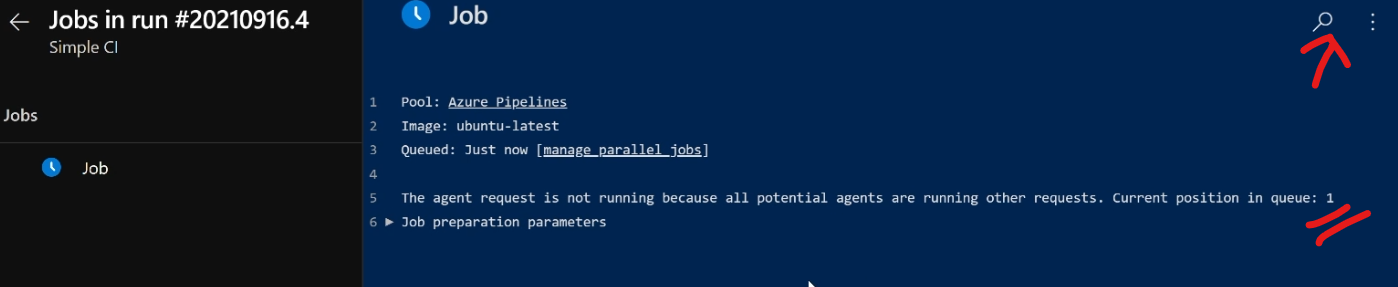 Jobs in run #20210916.4
Simple CI
Jobs
Job
Job
1 Pool: Azure Pipelines
2 Image: ubuntu-latest
3 Queued: Just now [manage parallel jobs]
4
5 The agent request is not running because all potential agents are running other requests. Current position in queue: 1
6 Job preparation parameters